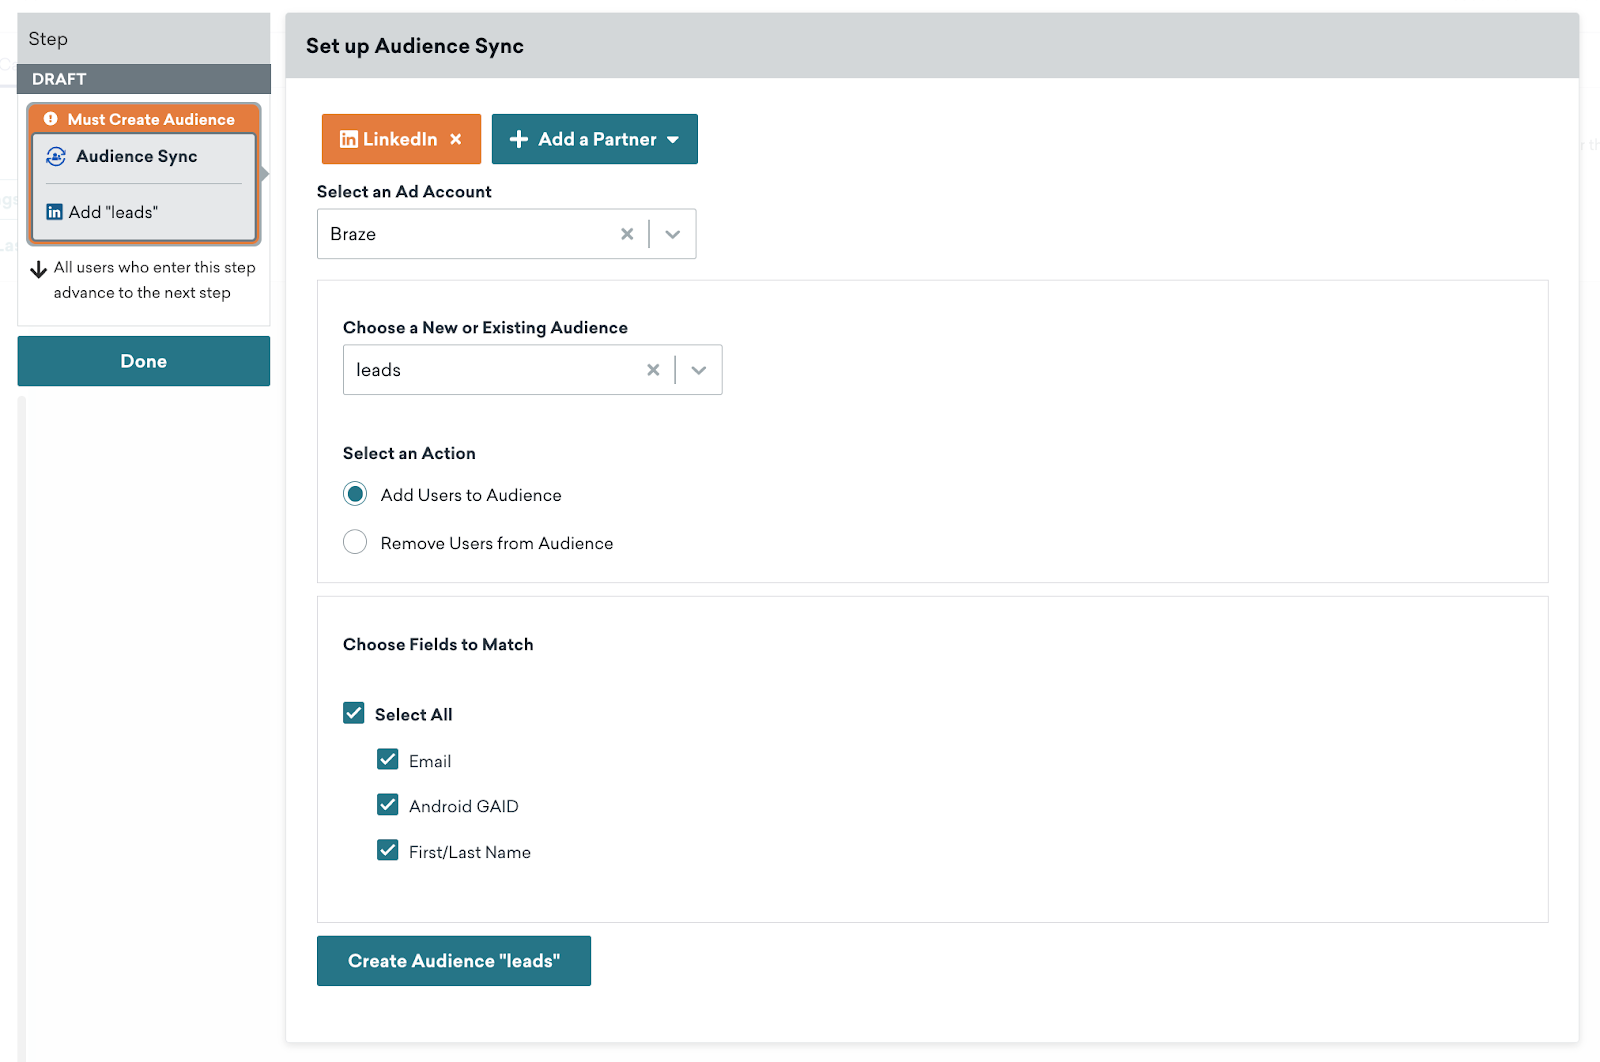 Step
DRAFT
Must Create Audience
Audience Sync
Add "leads"
All users who enter this step
advance to the next step
Done
Set up Audience Sync
LinkedIn
Add a Partner
Select an Ad Account
Braze
Choose a New or Existing Audience
leads
Select an Action
Add Users to Audience
Remove Users from Audience
Choose Fields to Match
Select All
Email
Android GAID
First/Last Name
Create Audience "leads"